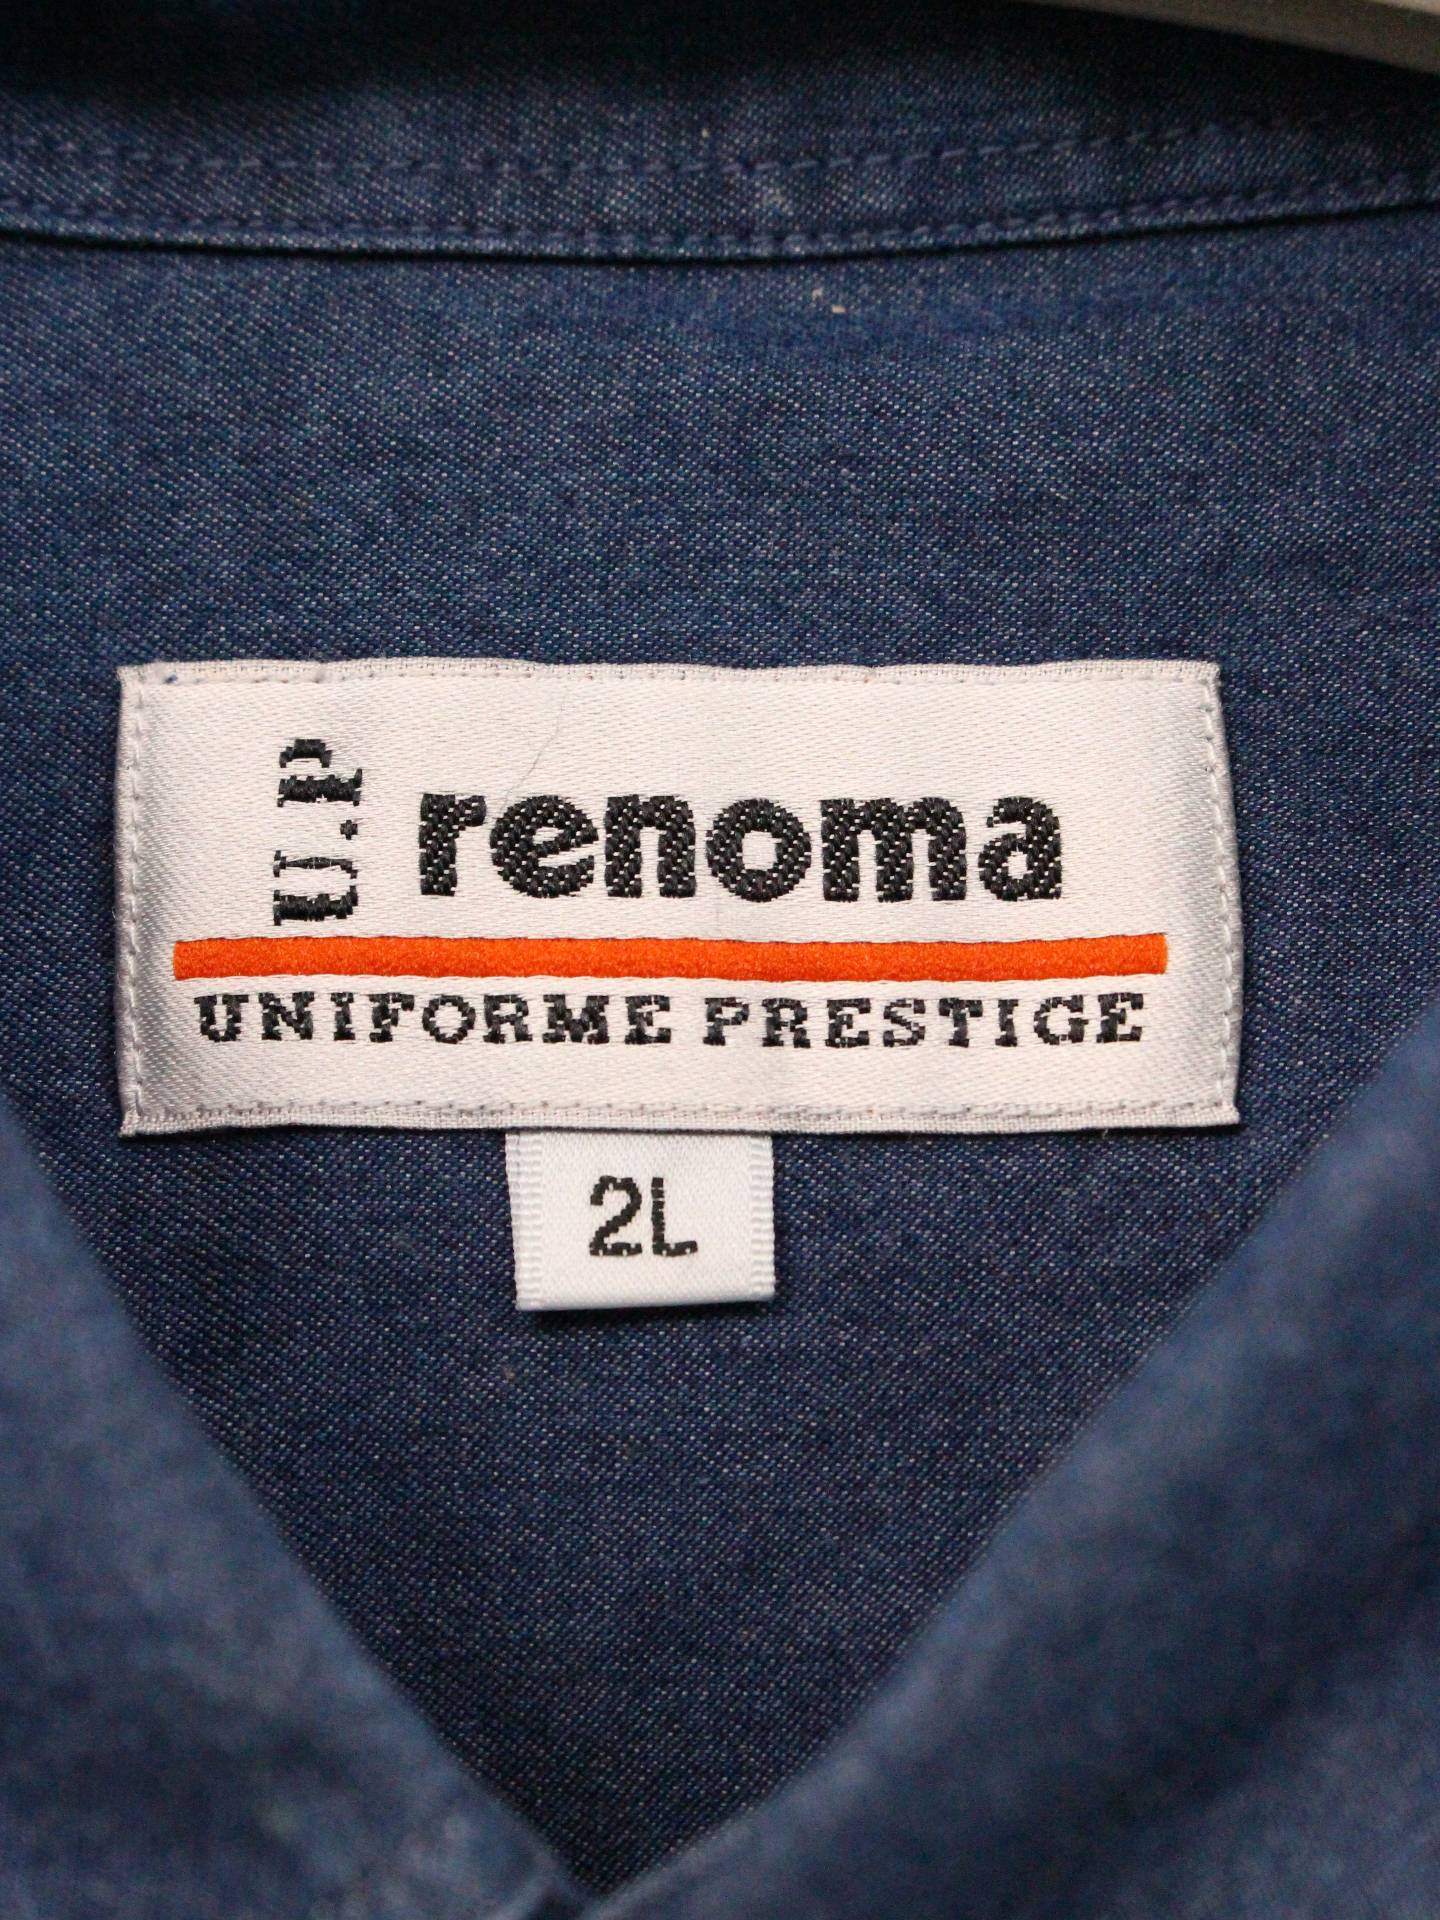 U.P renoma
UNIFORME PRESTIGE
2L